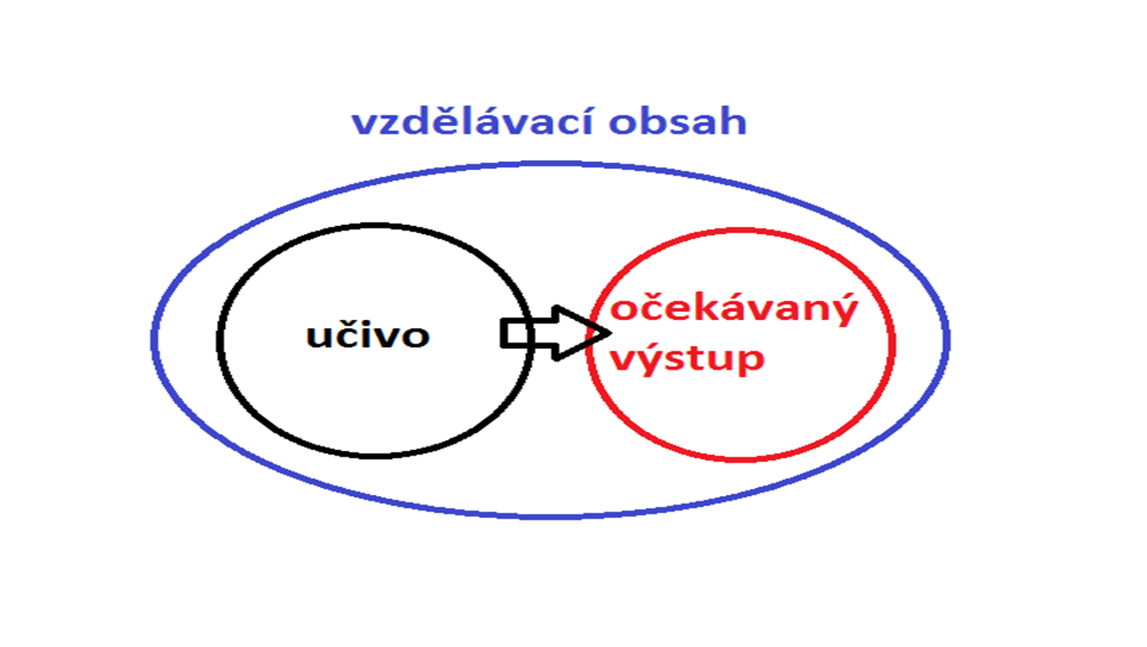 vzdělávací obsah
učivo
očekávaný
výstup